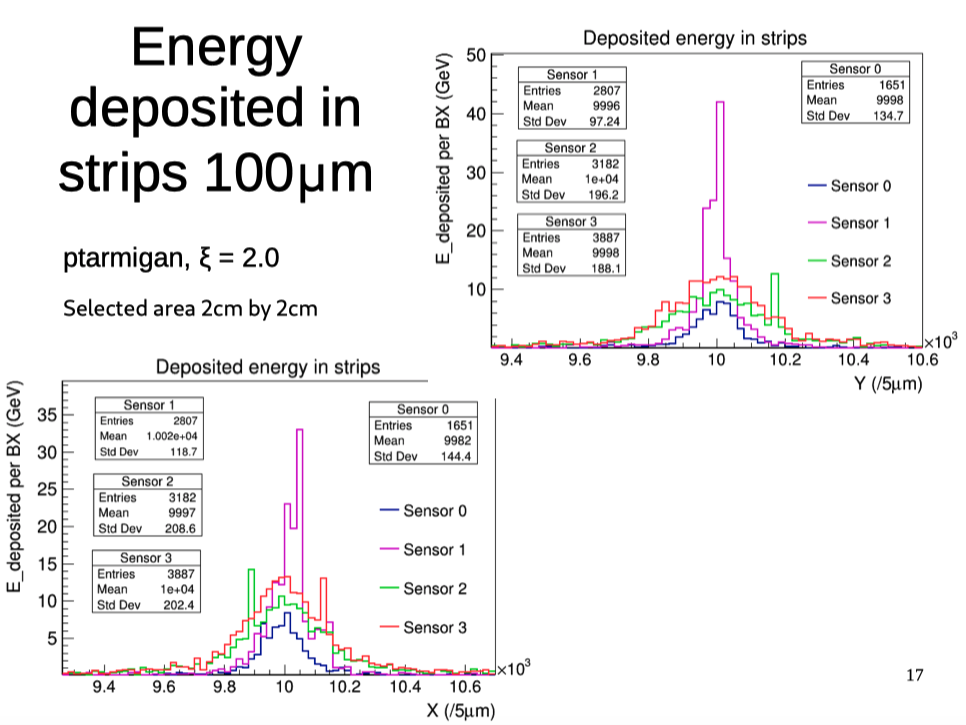 Energy
deposited in
strips 100μm
ptarmigan, ξ = 2.0
Selected area 2cm by 2cm
Deposited energy in strips
E_deposited per BX (GeV)
50
40
30
20
10
Sensor 1
Entries 2807
Mean 9996
Std Dev 97.24
Sensor 2
Entries 3182
Mean 1e+04
Std Dev 196.2
Sensor 3
Entries 3887
Mean 9998
Std Dev 188.1
Sensor 0
Entries 1651
Mean 9998
Std Dev 134.7
Sensor 0
Sensor 1
Sensor 2
Sensor 3
9.4 9.6 9.8 10 10.2 10.4 10.6
×10³
Y (/5μm)
Deposited energy in strips
E_deposited per BX (GeV)
35
30
25
20
15
10
5
Sensor 1
Entries 2807
Mean 1.002e+04
Std Dev 118.7
Sensor 2
Entries 3182
Mean 9997
Std Dev 208.6
Sensor 3
Entries 3887
Mean 1e+04
Std Dev 202.4
Sensor 0
Entries 1651
Mean 9982
Std Dev 144.4
Sensor 0
Sensor 1
Sensor 2
Sensor 3
9.4 9.6 9.8 10 10.2 10.4 10.6
×10³
X (/5μm)
17